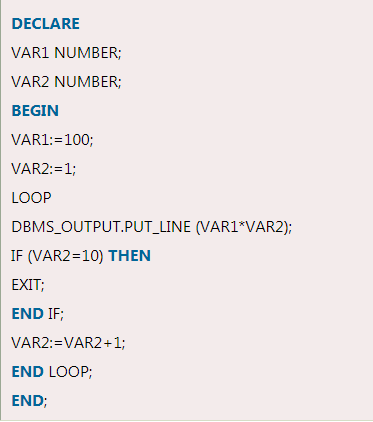 DECLARE
VAR1 NUMBER;
VAR2 NUMBER;
BEGIN
VAR1:=100;
VAR2:=1;
LOOP
DBMS_OUTPUT.PUT_LINE (VAR1*VAR2);
IF (VAR2=10) THEN
EXIT;
END IF;
VAR2:=VAR2+1;
END LOOP;
END;